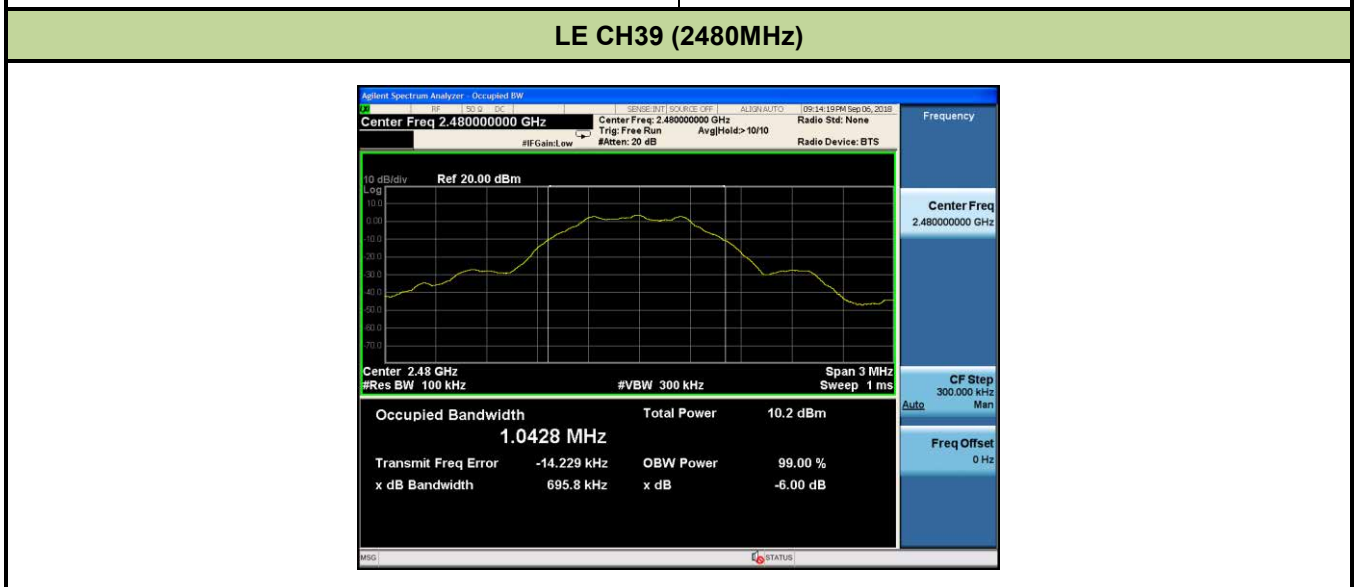 LE CH39 (2480MHz)
Agilent Spectrum Analyzer - Occupied BW
RF 50 Ω DC SENSE:INT SOURCE OFF ALIGN AUTO 09:14:19 PM Sep 06, 2018
Center Freq 2.480000000 GHz
Center Freq: 2.480000000 GHz
Radio Std: None
Trig: Free Run Avg|Hold:> 10/10
#IFGain:Low
#Atten: 20 dB
Radio Device: BTS
Frequency
10 dB/div Ref 20.00 dBm
Log
10.0
0.00
-10.0
-20.0
-30.0
-40.0
-50.0
-60.0
-70.0
Center 2.48 GHz
Span 3 MHz
#Res BW 100 kHz
#VBW 300 kHz
Sweep 1 ms
Center Freq
2.480000000 GHz
CF Step
300.000 kHz
Auto Man
Freq Offset
0 Hz
Occupied Bandwidth
1.0428 MHz
Total Power 10.2 dBm
Transmit Freq Error -14.229 kHz
OBW Power 99.00 %
x dB Bandwidth 695.8 kHz
x dB -6.00 dB
MSG
STATUS